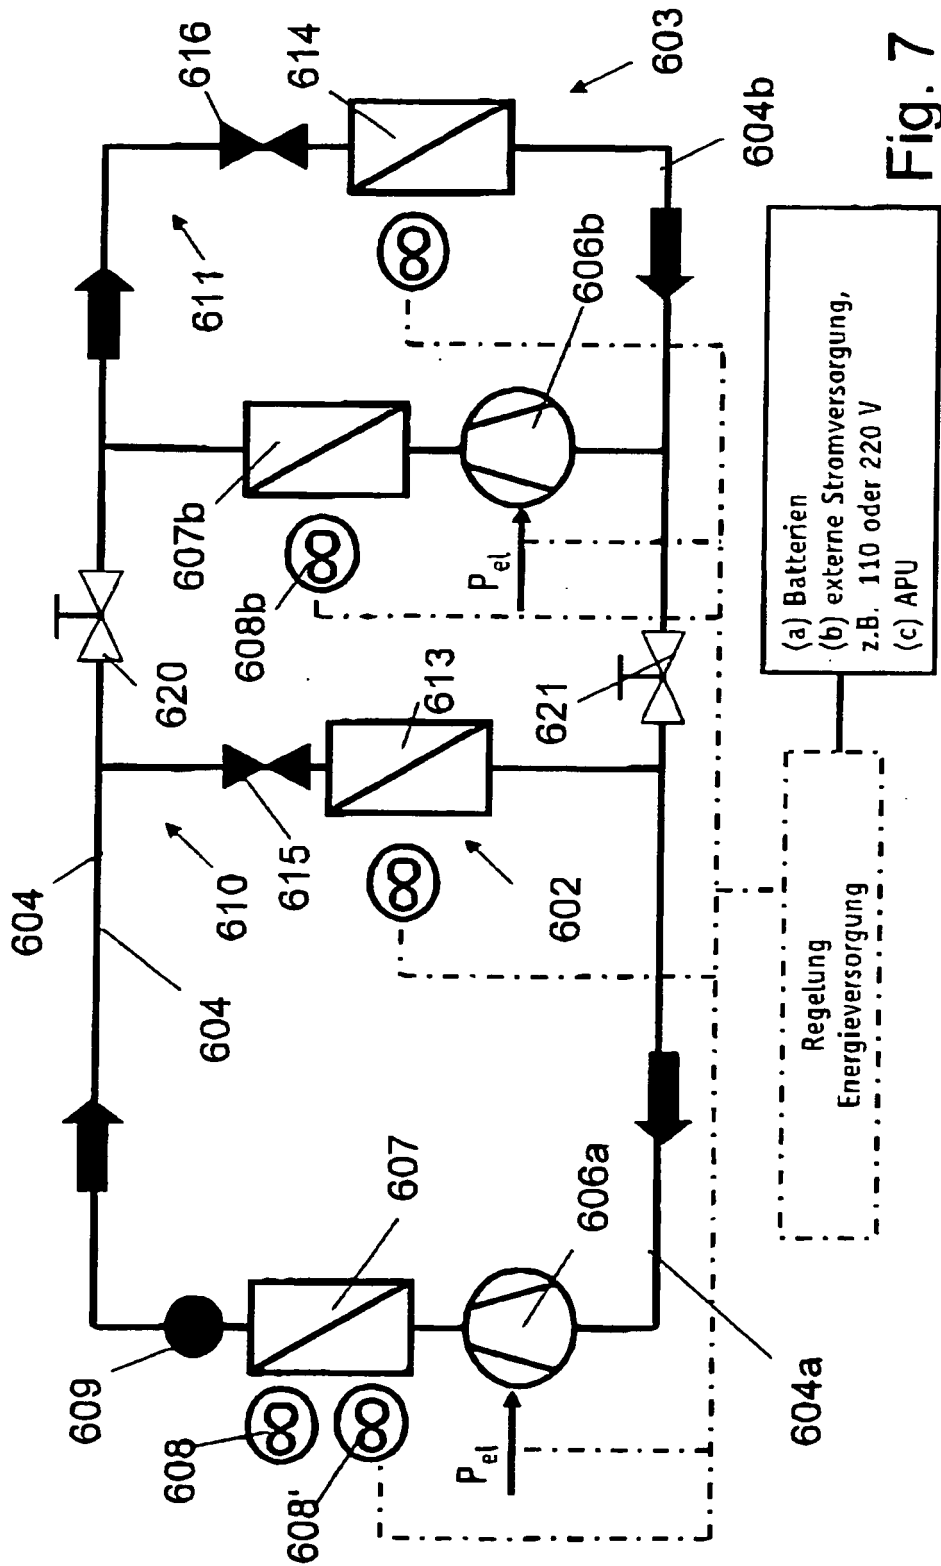 609
608
608'
607
P_el
606a
604a
604
604
610
615
613
602
620
621
607b
608b
P_el
606b
611
616
614
603
604b
Regelung
Energieversorgung
(a) Batterien
(b) externe Stromversorgung,
z.B. 110 oder 220 V
(c) APU
Fig. 7